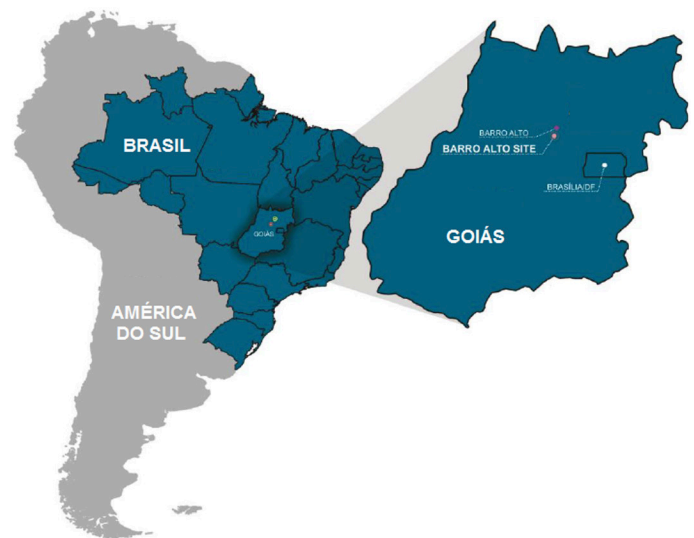 BRASIL
GOIÁS
AMÉRICA
DO SUL
BARRO ALTO
BARRO ALTO SITE
BRASÍLIA/DF
GOIÁS